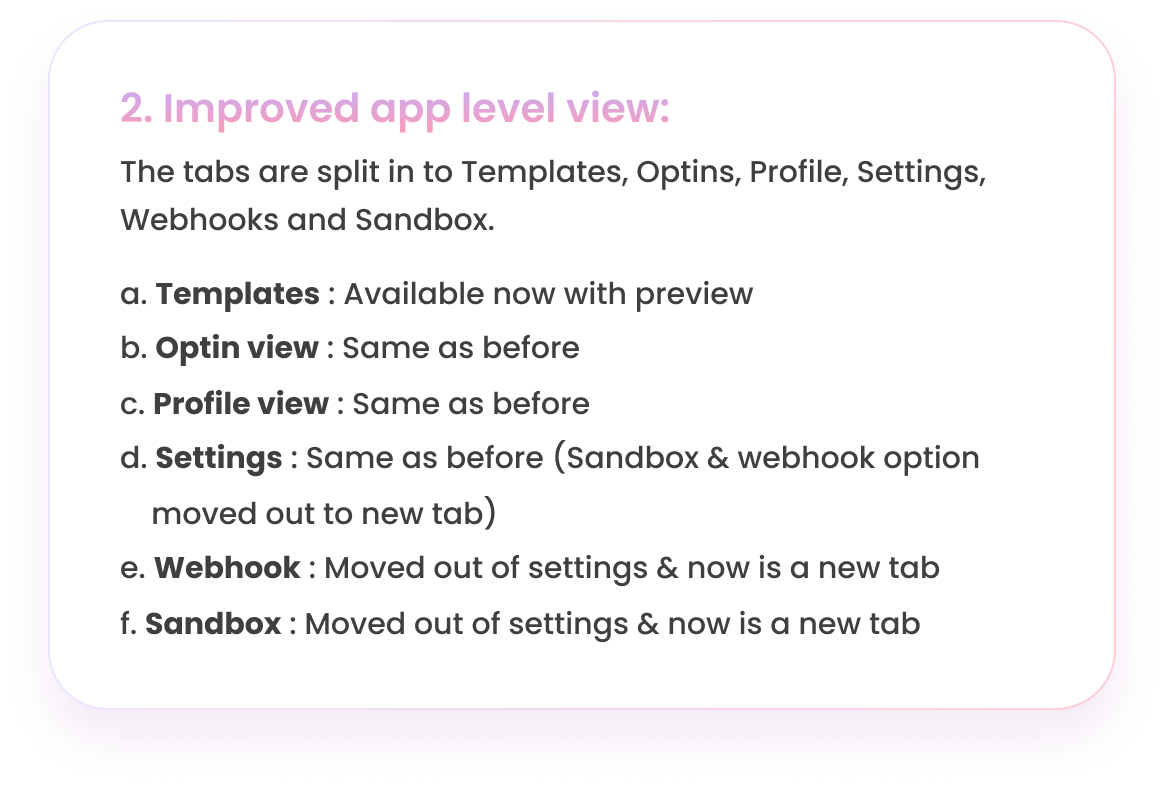 2. Improved app level view:
The tabs are split in to Templates, Optins, Profile, Settings,
Webhooks and Sandbox.
a. Templates : Available now with preview
b. Optin view : Same as before
c. Profile view : Same as before
d. Settings : Same as before (Sandbox & webhook option
moved out to new tab)
e. Webhook : Moved out of settings & now is a new tab
f. Sandbox : Moved out of settings & now is a new tab